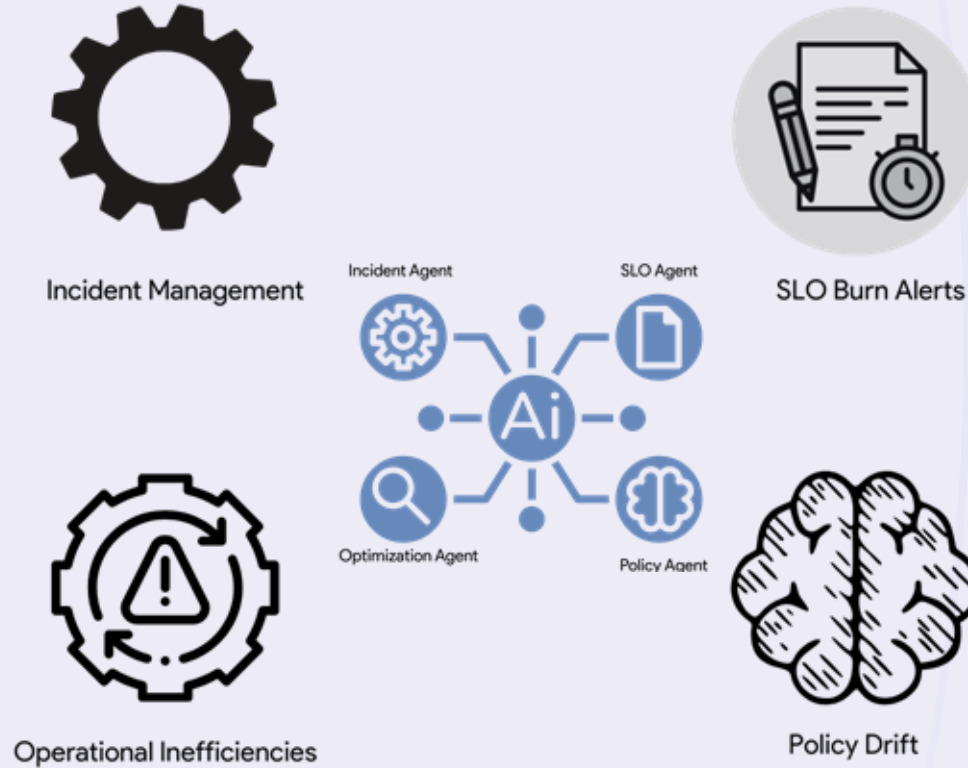 Incident Management
SLO Burn Alerts
Incident Agent
SLO Agent
Ai
Optimization Agent
Policy Agent
Operational Inefficiencies
Policy Drift